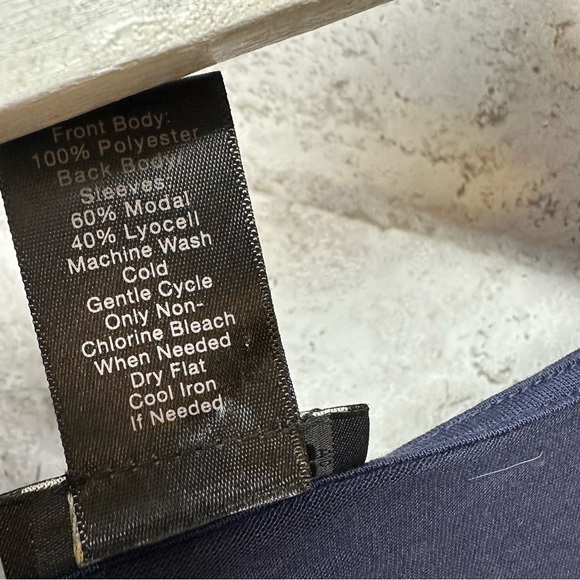 Front Body:
100% Polyester
Back Body/
Sleeves:
60% Modal
40% Lyocell
Machine Wash
Cold
Gentle Cycle
Only Non-
Chlorine Bleach
When Needed
Dry Flat
Cool Iron
If Needed